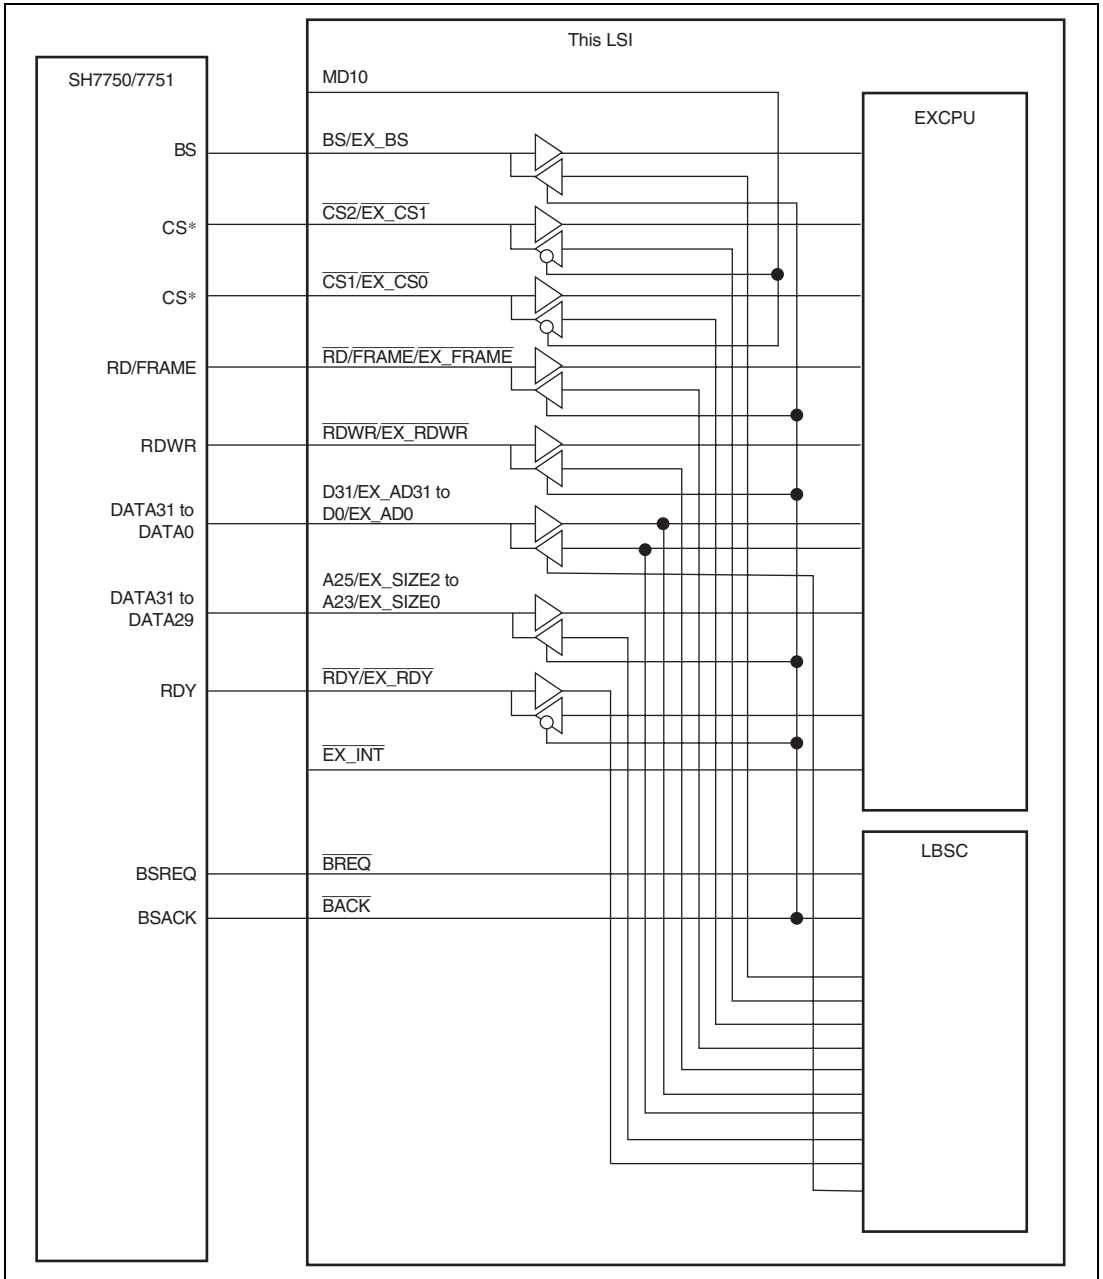 This LSI
SH7750/7751
MD10
EXCPU
BS
BS/EX_BS
CS*
CS2/EX_CS1
CS*
CS1/EX_CS0
RD/FRAME
RD/FRAME/EX_FRAME
RDWR
RDWR/EX_RDWR
DATA31 to
DATA0
D31/EX_AD31 to
D0/EX_AD0
DATA31 to
DATA29
A25/EX_SIZE2 to
A23/EX_SIZE0
RDY
RDY/EX_RDY
EX_INT
LBSC
BSREQ
BREQ
BSACK
BACK